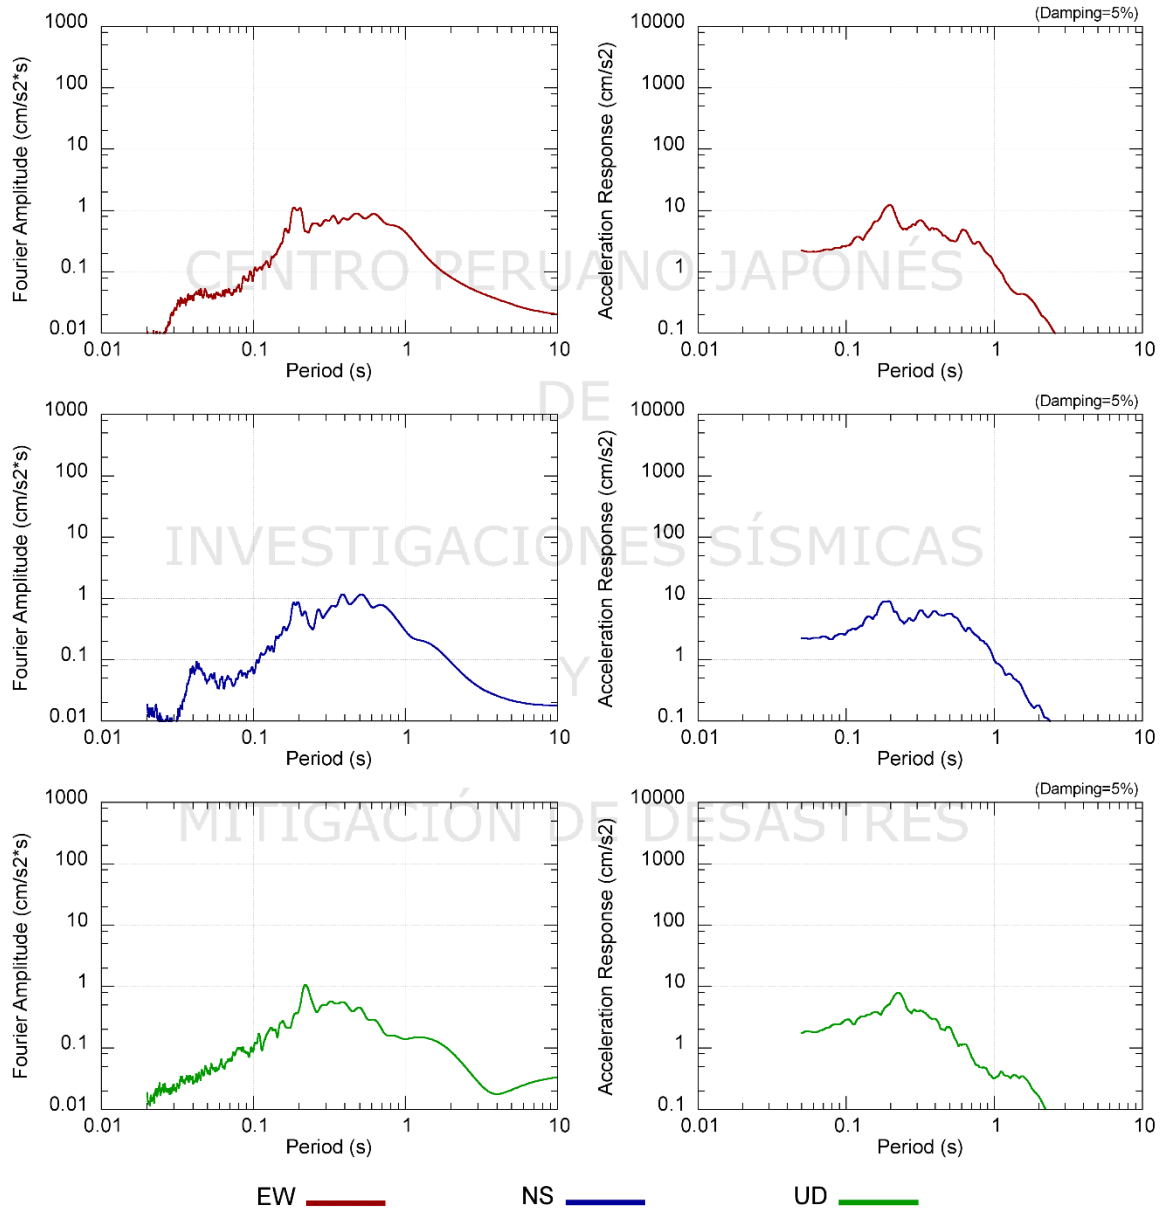 (Damping=5%)
1000
100
10
1
0.1
0.01
0.01
0.1
1
10
Fourier Amplitude (cm/s2*s)
Period (s)
10000
1000
100
10
1
0.1
0.1
1
10
Acceleration Response (cm/s2)
Period (s)
CENTRO PERUANO JAPONÉS
DE
(Damping=5%)
1000
100
10
1
0.1
0.01
0.01
0.1
1
10
Fourier Amplitude (cm/s2*s)
Period (s)
10000
1000
100
10
1
0.1
0.1
1
10
Acceleration Response (cm/s2)
Period (s)
INVESTIGACIONES SÍSMICAS
Y
(Damping=5%)
1000
100
10
1
0.1
0.01
0.01
0.1
1
10
Fourier Amplitude (cm/s2*s)
Period (s)
10000
1000
100
10
1
0.1
0.1
1
10
Acceleration Response (cm/s2)
Period (s)
MITIGACIÓN DE DESASTRES
EW
NS
UD